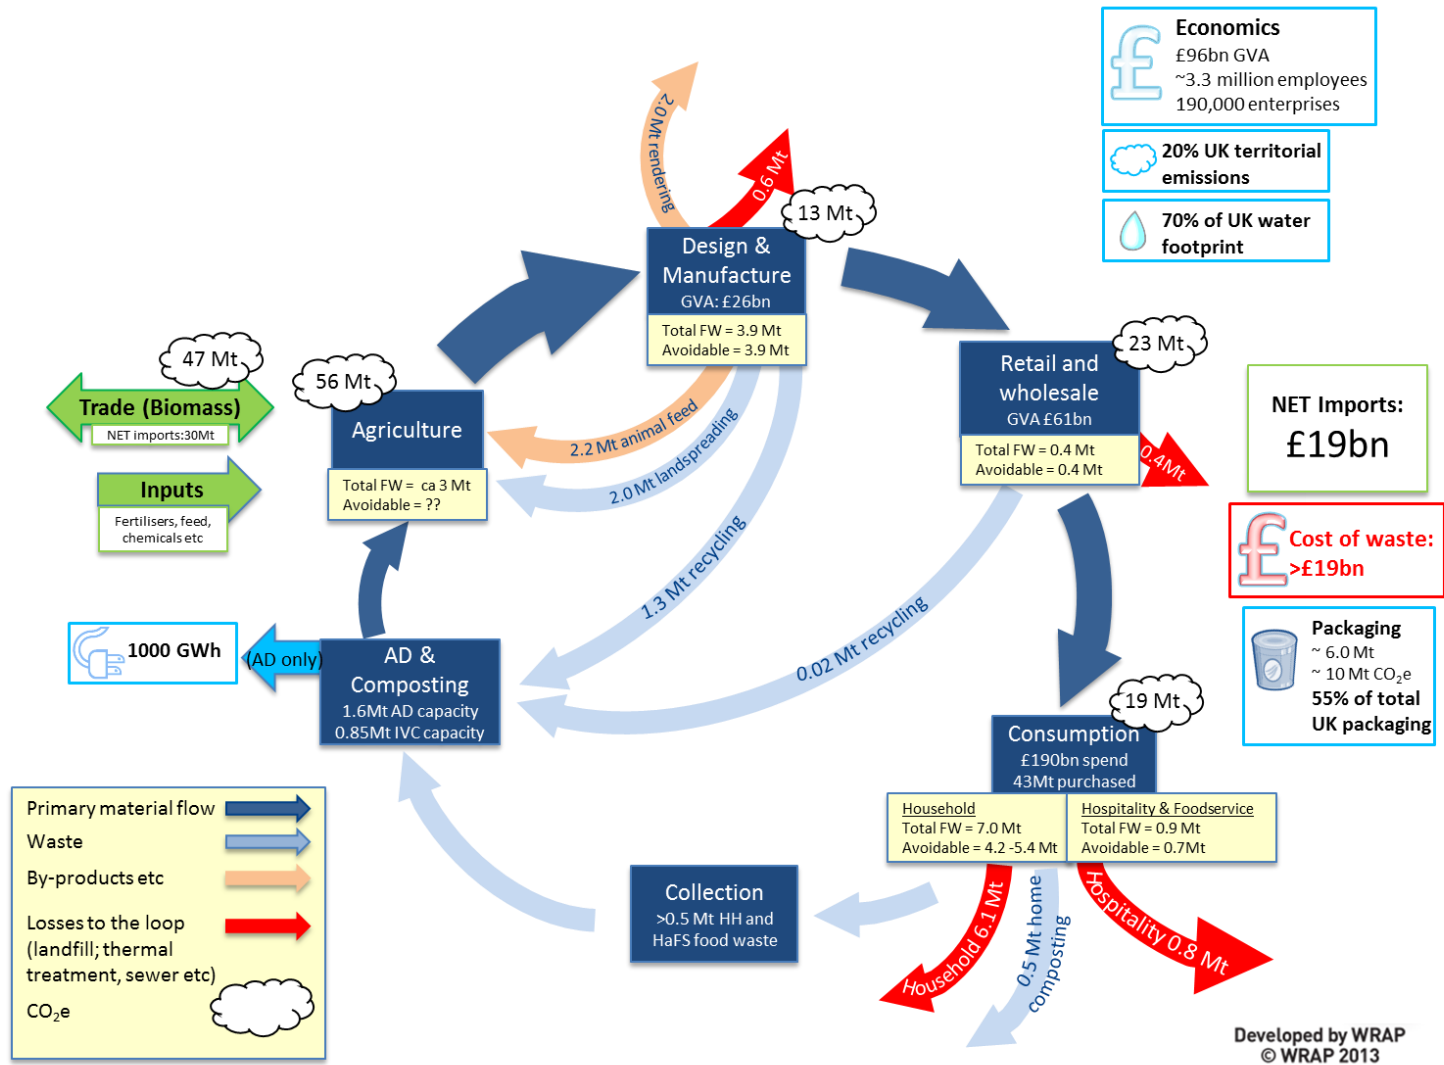 Economics
£96bn GVA
~3.3 million employees
190,000 enterprises
20% UK territorial
emissions
70% of UK water
footprint
2.0 Mt rendering
0.6 Mt
13 Mt
Design &
Manufacture
GVA: £26bn
Total FW = 3.9 Mt
Avoidable = 3.9 Mt
23 Mt
Retail and
wholesale
GVA £61bn
Total FW = 0.4 Mt
Avoidable = 0.4 Mt
0.4Mt
47 Mt
Trade (Biomass)
NET imports:30Mt
Inputs
Fertilisers, feed,
chemicals etc
56 Mt
Agriculture
Total FW = ca 3 Mt
Avoidable = ??
2.2 Mt animal feed
2.0 Mt landspreading
1.3 Mt recycling
0.02 Mt recycling
NET Imports:
£19bn
Cost of waste:
>£19bn
Packaging
~ 6.0 Mt
~ 10 Mt CO₂e
55% of total
UK packaging
1000 GWh
(AD only)
AD &
Composting
1.6Mt AD capacity
0.85Mt IVC capacity
19 Mt
Consumption
£190bn spend
43Mt purchased
Household
Total FW = 7.0 Mt
Avoidable = 4.2 -5.4 Mt
Hospitality & Foodservice
Total FW = 0.9 Mt
Avoidable = 0.7Mt
Household 6.1 Mt
0.5 Mt home
composting
Hospitality 0.8 Mt
Collection
>0.5 Mt HH and
HaFS food waste
Primary material flow
Waste
By-products etc
Losses to the loop
(landfill; thermal
treatment, sewer etc)
CO₂e
Developed by WRAP
© WRAP 2013